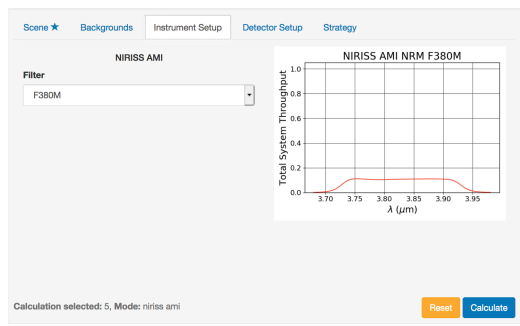 Scene ★ Backgrounds Instrument Setup Detector Setup Strategy
NIRISS AMI
Filter
F380M
NIRISS AMI NRM F380M
Total System Throughput
1.0
0.8
0.6
0.4
0.2
0.0
3.70 3.75 3.80 3.85 3.90 3.95
λ (μm)
Calculation selected: 5, Mode: niriss ami
Reset Calculate